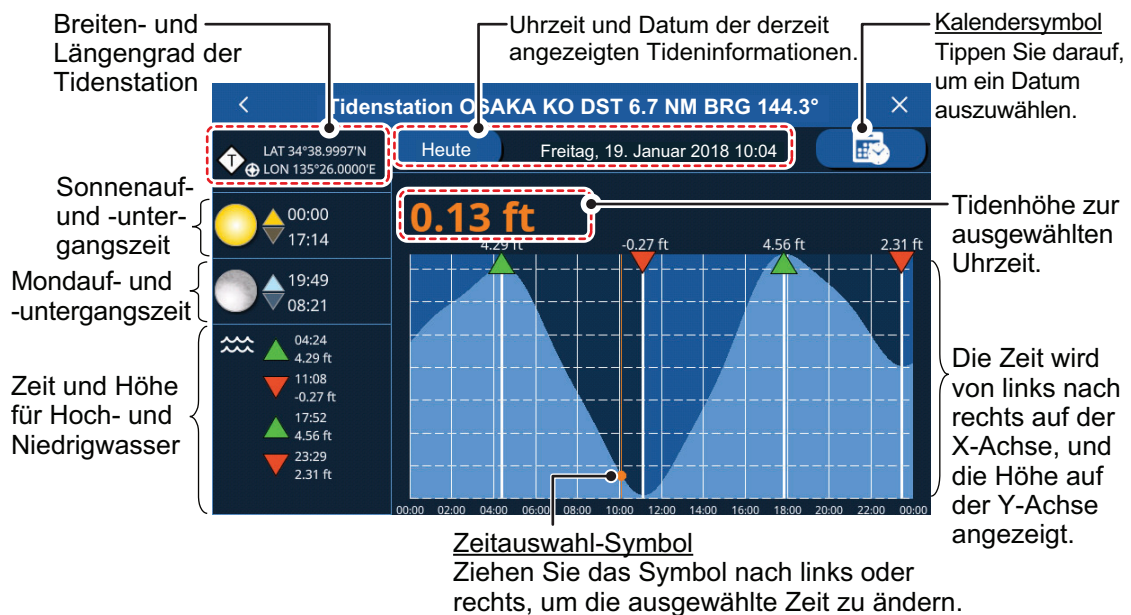 Breiten- und
Längengrad der
Tidenstation
Uhrzeit und Datum der derzeit
angezeigten Tideninformationen.
Kalendersymbol
Tippen Sie darauf,
um ein Datum
auszuwählen.
Tidenstation OSAKA KO DST 6.7 NM BRG 144.3°
T
LAT 34°38.9997'N
LON 135°26.0000'E
Heute
Freitag, 19. Januar 2018 10:04
Sonnenauf-
und -unter-
gangszeit
00:00
17:14
0.13 ft
Tidenhöhe zur
ausgewählten
Uhrzeit.
4.29 ft
-0.27 ft
4.56 ft
2.31 ft
Mondauf- und
-untergangszeit
19:49
08:21
Zeit und Höhe
für Hoch- und
Niedrigwasser
04:24
4.29 ft
11:08
-0.27 ft
17:52
4.56 ft
23:29
2.31 ft
Die Zeit wird
von links nach
rechts auf der
X-Achse, und
die Höhe auf
der Y-Achse
angezeigt.
00:00 02:00 04:00 06:00 08:00 10:00 12:00 14:00 16:00 18:00 20:00 22:00 00:00
Zeitauswahl-Symbol
Ziehen Sie das Symbol nach links oder
rechts, um die ausgewählte Zeit zu ändern.